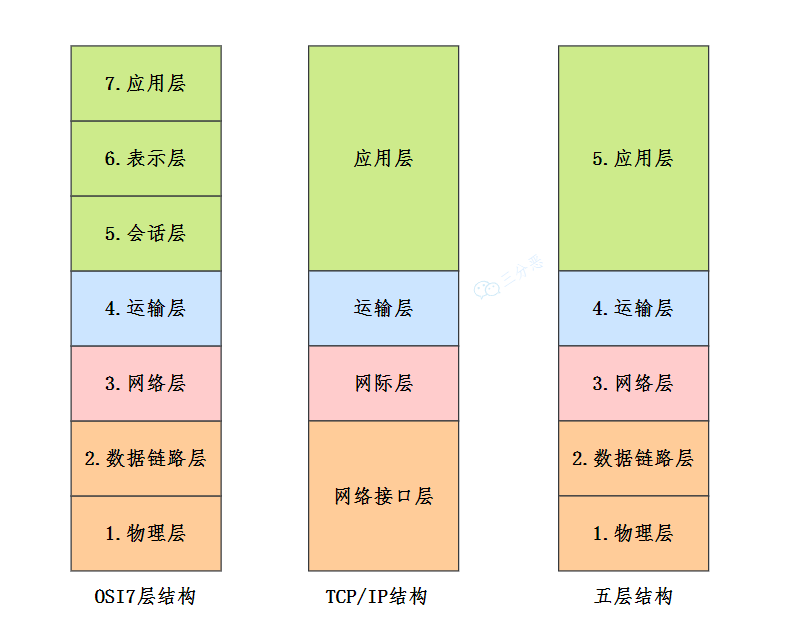 7.应用层
6.表示层
5.会话层
4.运输层
3.网络层
2.数据链路层
1.物理层
OSI7层结构
应用层
运输层
网际层
网络接口层
TCP/IP结构
三分恶
5.应用层
4.运输层
3.网络层
2.数据链路层
1.物理层
五层结构